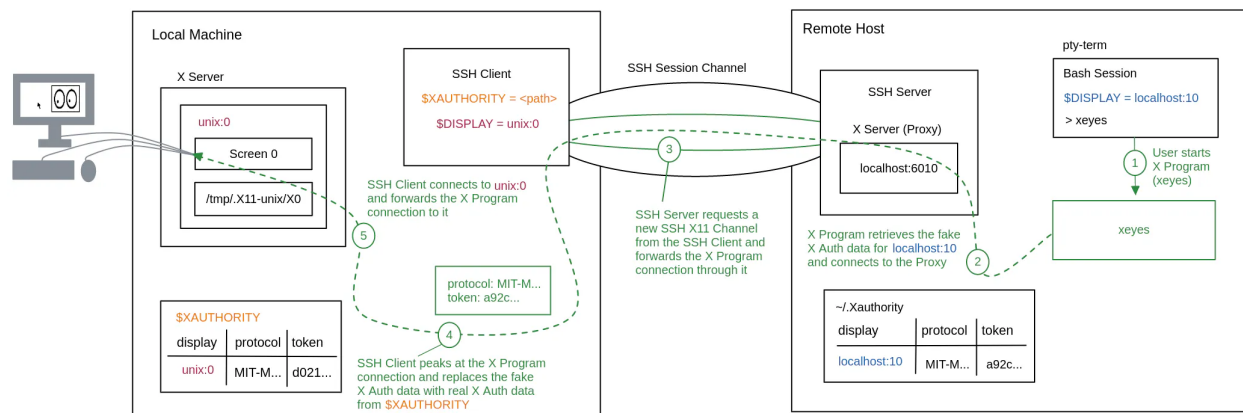 Local Machine
X Server
unix:0
Screen 0
/tmp/.X11-unix/X0
SSH Client
$XAUTHORITY = <path>
$DISPLAY = unix:0
SSH Client connects to unix:0
and forwards the X Program
connection to it
5
protocol: MIT-M...
token: a92c...
4
SSH Client peaks at the X Program
connection and replaces the fake
X Auth data with real X Auth data
from $XAUTHORITY
$XAUTHORITY
display protocol token
unix:0 MIT-M... d021...
SSH Session Channel
3
SSH Server requests a
new SSH X11 Channel
from the SSH Client and
forwards the X Program
connection through it
Remote Host
SSH Server
X Server (Proxy)
localhost:6010
pty-term
Bash Session
$DISPLAY = localhost:10
> xeyes
1
User starts
X Program
(xeyes)
xeyes
X Program retrieves the fake
X Auth data for localhost:10
and connects to the Proxy
2
~/.Xauthority
display protocol token
localhost:10 MIT-M... a92c...